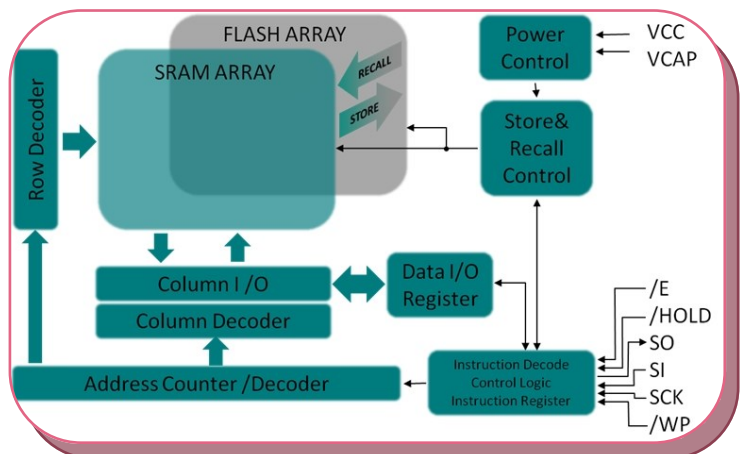 FLASH ARRAY
SRAM ARRAY
RECALL
STORE
Row Decoder
Power
Control
VCC
VCAP
Store&
Recall
Control
Column I /O
Column Decoder
Data I/O
Register
Address Counter /Decoder
Instruction Decode
Control Logic
Instruction Register
/E
/HOLD
SO
SI
SCK
/WP